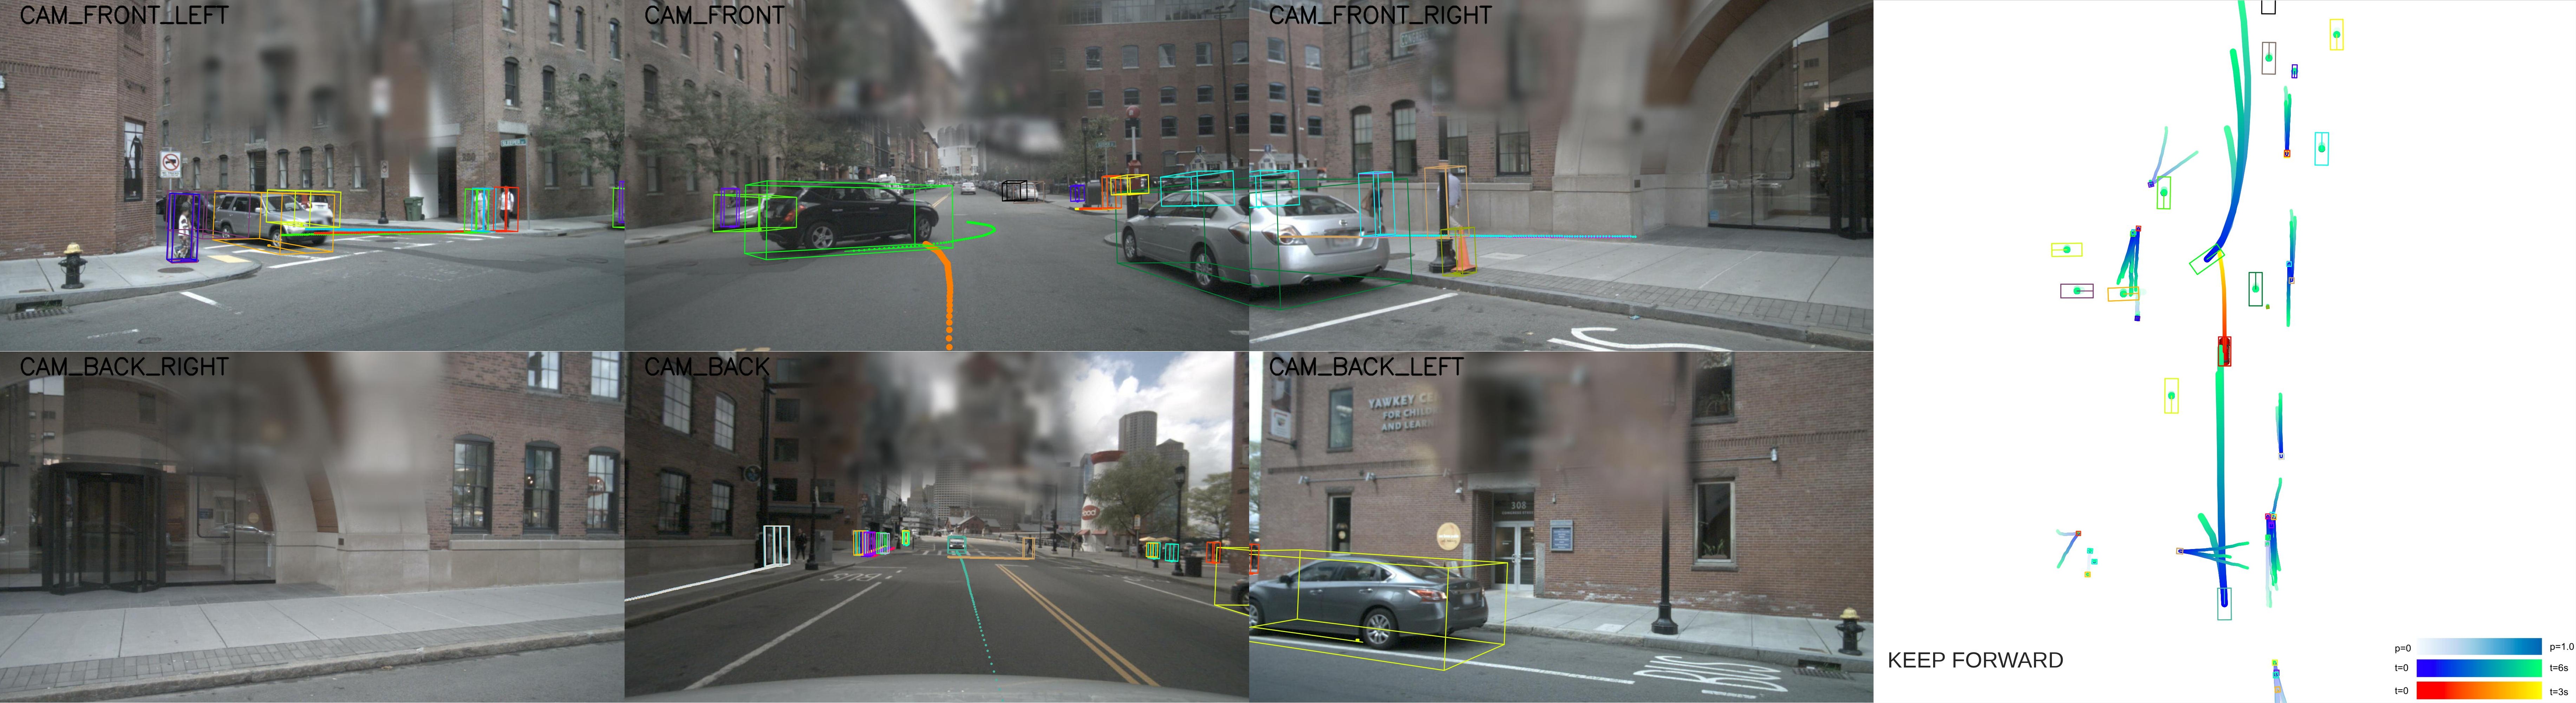 CAM_FRONT_LEFT
CAM_FRONT
CAM_FRONT_RIGHT
CAM_BACK_RIGHT
CAM_BACK
CAM_BACK_LEFT
YAWKEY CE
FOR CHILD
AND LEARN
308
BUS
KEEP FORWARD
p=0
p=1.0
t=0
t=6s
t=0
t=3s